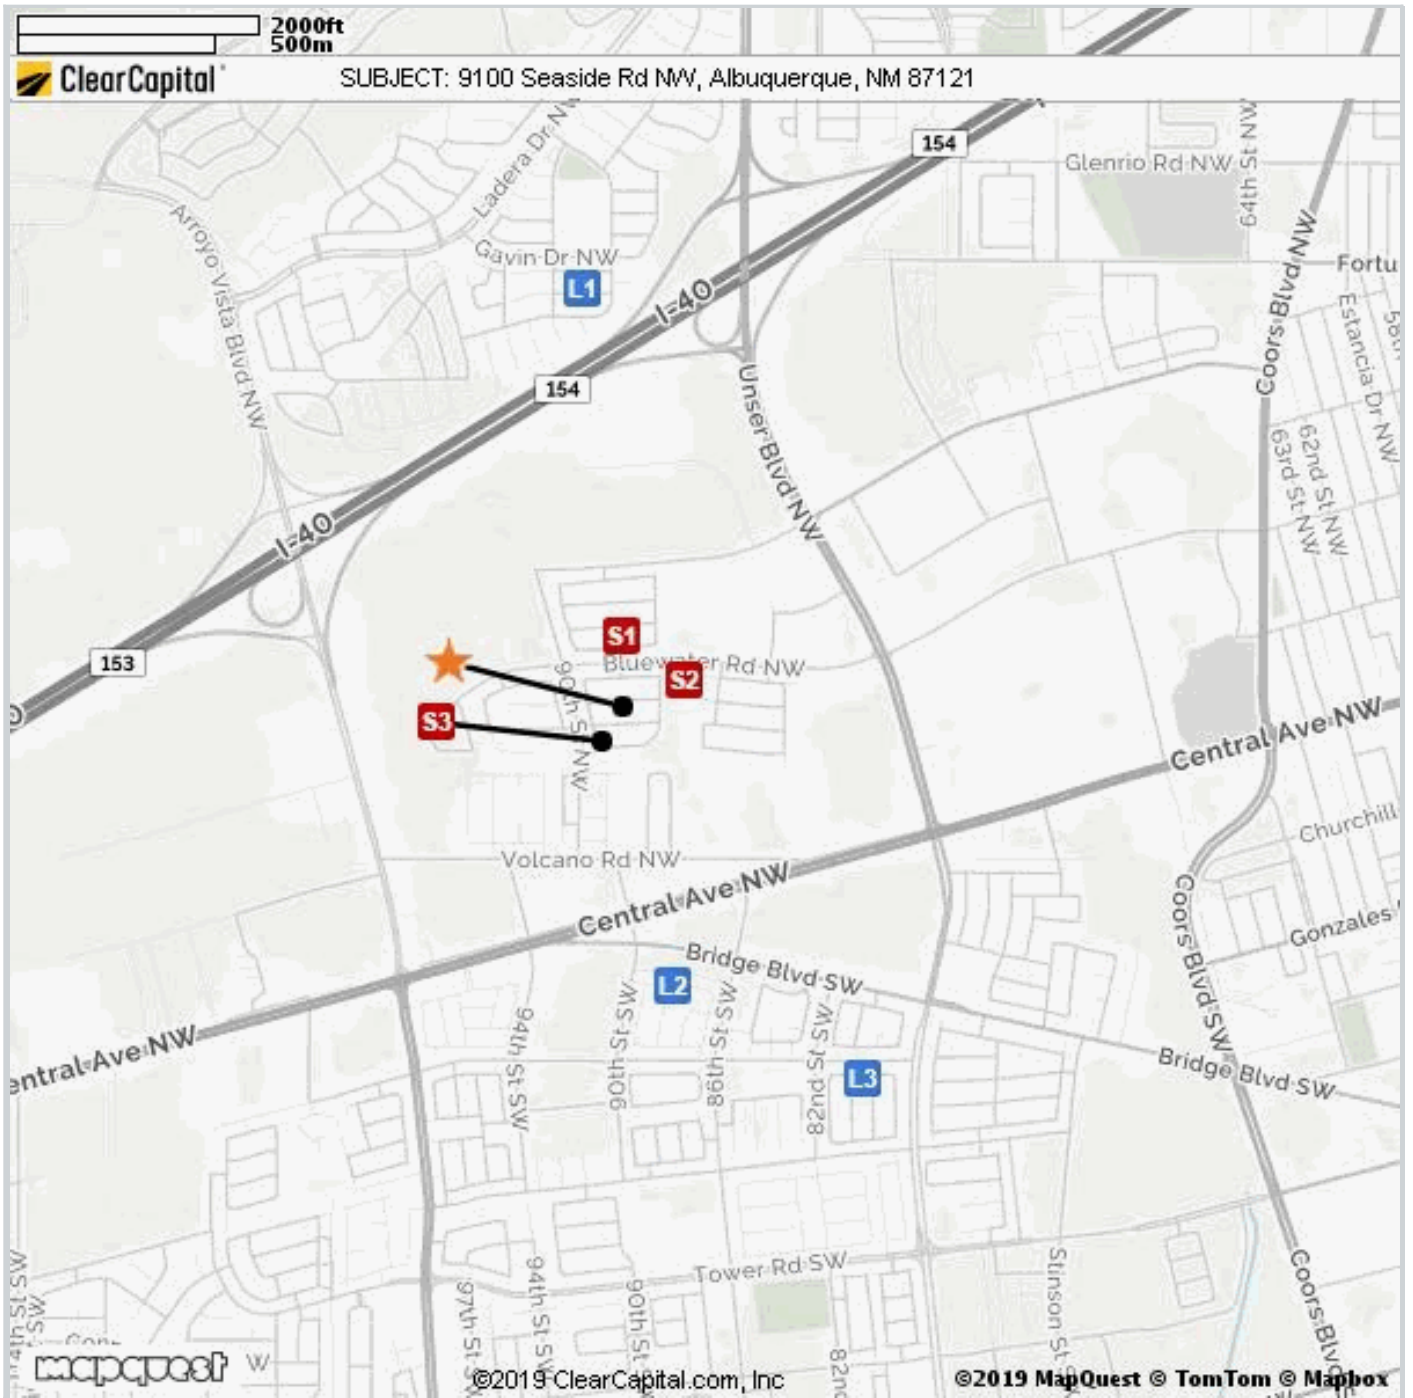 2000ft
500m
ClearCapital
SUBJECT: 9100 Seaside Rd NW, Albuquerque, NM 87121
154
Ladera Dr NW
Glenrio Rd NW
64th St NW
Arroyo Vista Blvd NW
Gavin Dr NW
L1
I-40
Coors Blvd NW
Fortu
Estancia Dr NW
58th
154
Unser Blvd NW
62nd St NW
63rd St NW
I-40
153
S1
Bluewater Rd NW
S2
90th St NW
S3
Central Ave NW
Churchill
Volcano Rd NW
Central Ave NW
Coors Blvd SW
Gonzales
Bridge Blvd SW
L2
94th St SW
90th St SW
86th St SW
82nd St SW
entral Ave NW
L3
Bridge Blvd SW
Tower Rd SW
Stinson St S
Coors Blvd
97th St SW
94th St SW
90th St
82nd
W
mapquest
©2019 ClearCapital.com, Inc
©2019 MapQuest © TomTom © Mapbox